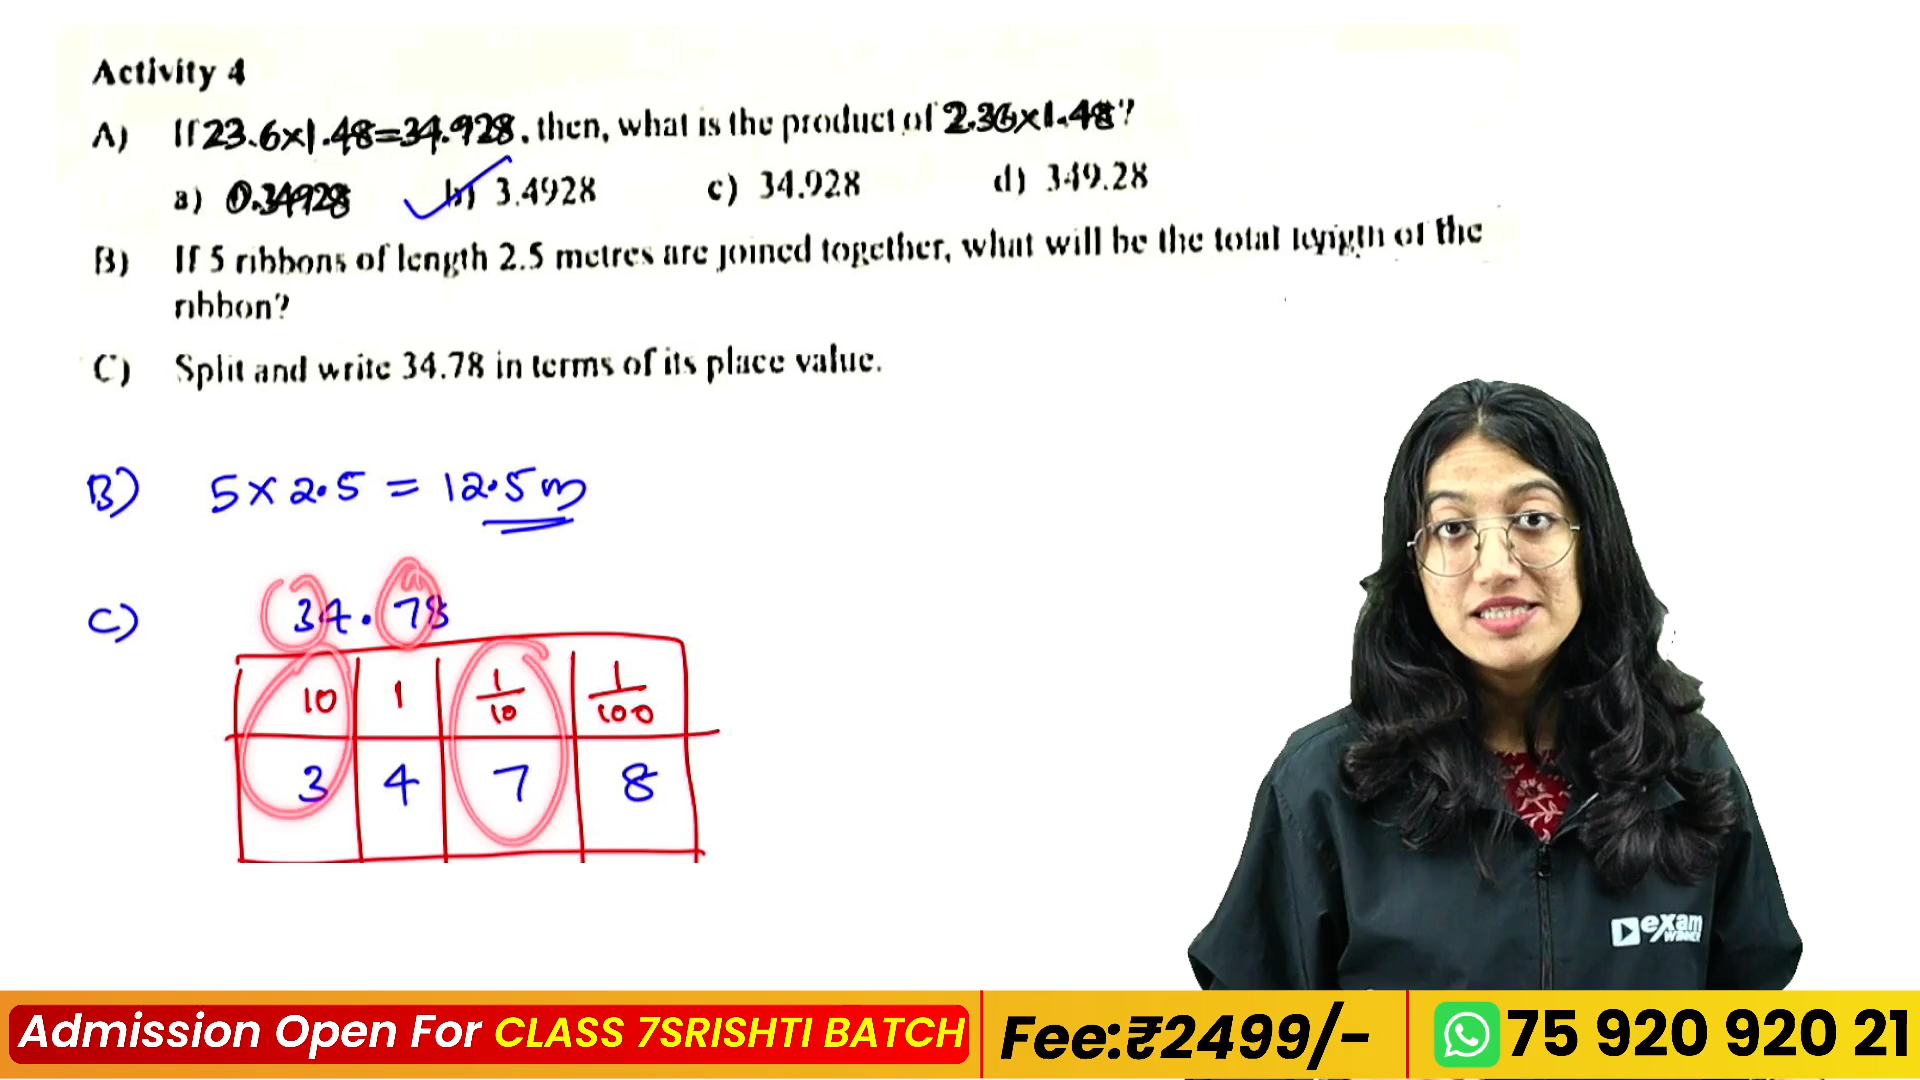 Activity 4
A) If 23.6×1.48=34.928, then, what is the product of 2.36×1.48?
a) 0.34928 b) 3.4928 c) 34.928 d) 349.28
B) If 5 ribbons of length 2.5 metres are joined together, what will be the total length of the
ribbon?
C) Split and write 34.78 in terms of its place value.
B) 5 × 2.5 = 12.5 m
C) 34.78
10 1 1/10 1/100
3 4 7 8
exam
WINNER
Admission Open For CLASS 7SRISHTI BATCH
Fee:₹2499/-
75 920 920 21